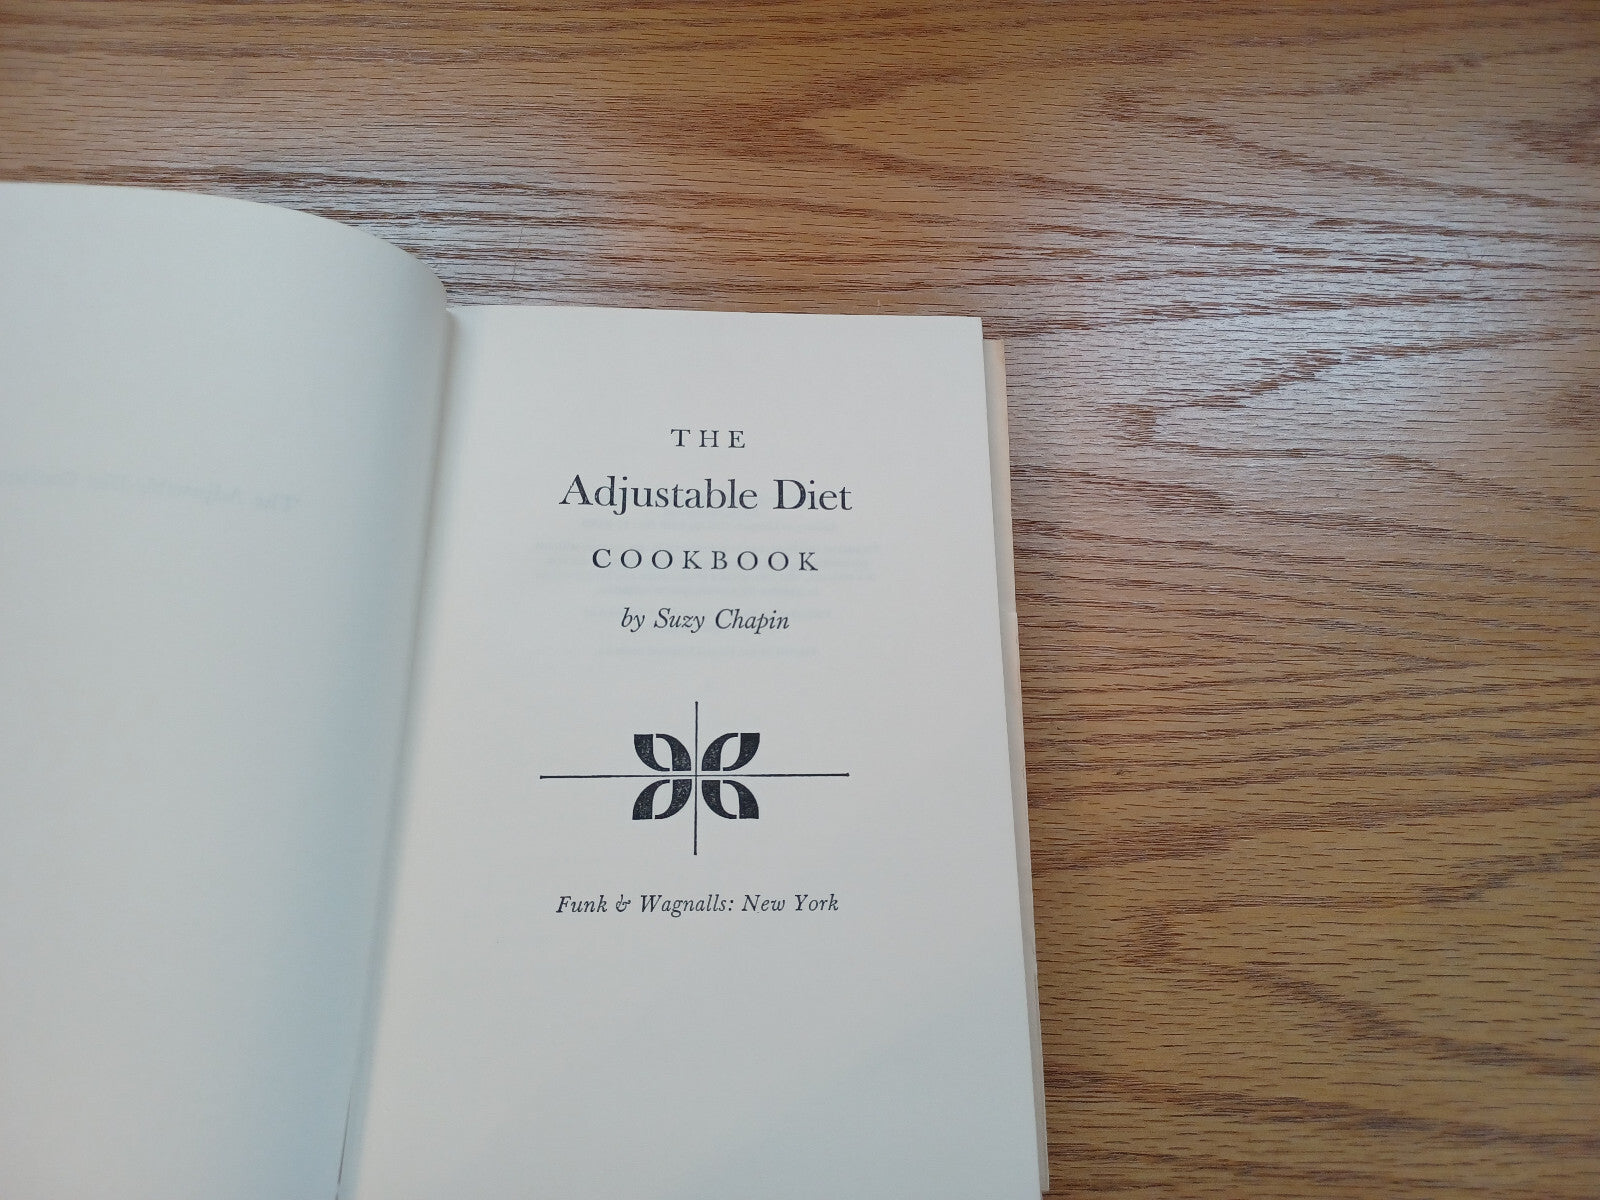 THE
Adjustable Diet
COOKBOOK
by Suzy Chapin
Funk & Wagnalls: New York